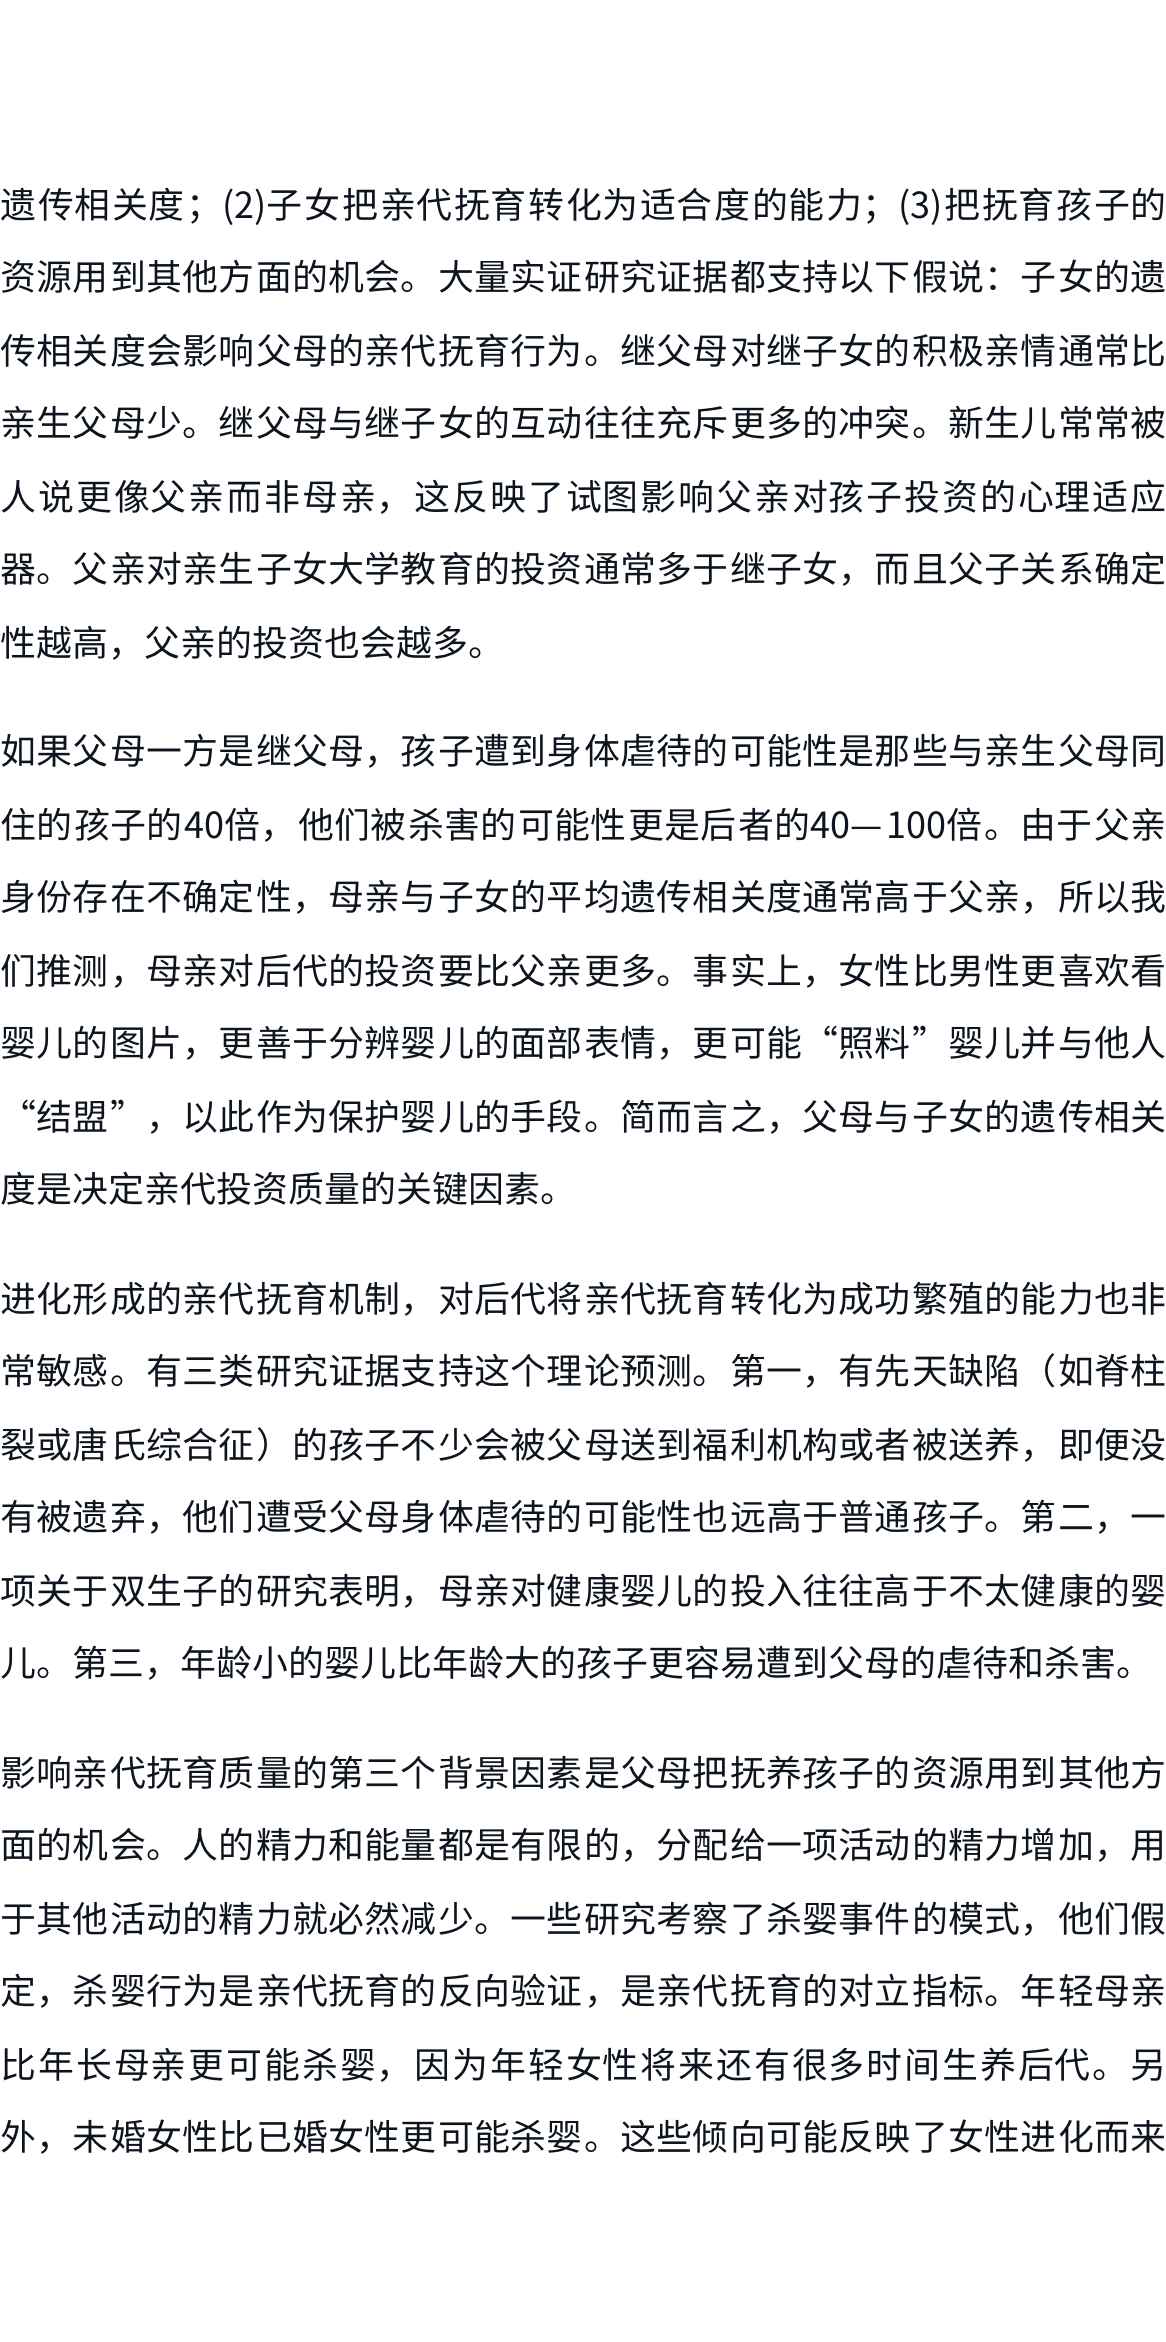 遗传相关度；(2)子女把亲代抚育转化为适合度的能力；(3)把抚育孩子的
资源用到其他方面的机会。大量实证研究证据都支持以下假说：子女的遗
传相关度会影响父母的亲代抚育行为。继父母对继子女的积极亲情通常比
亲生父母少。继父母与继子女的互动往往充斥更多的冲突。新生儿常常被
人说更像父亲而非母亲，这反映了试图影响父亲对孩子投资的心理适应
器。父亲对亲生子女大学教育的投资通常多于继子女，而且父子关系确定
性越高，父亲的投资也会越多。
如果父母一方是继父母，孩子遭到身体虐待的可能性是那些与亲生父母同
住的孩子的40倍，他们被杀害的可能性更是后者的40—100倍。由于父亲
身份存在不确定性，母亲与子女的平均遗传相关度通常高于父亲，所以我
们推测，母亲对后代的投资要比父亲更多。事实上，女性比男性更喜欢看
婴儿的图片，更善于分辨婴儿的面部表情，更可能“照料”婴儿并与他人
“结盟”，以此作为保护婴儿的手段。简而言之，父母与子女的遗传相关
度是决定亲代投资质量的关键因素。
进化形成的亲代抚育机制，对后代将亲代抚育转化为成功繁殖的能力也非
常敏感。有三类研究证据支持这个理论预测。第一，有先天缺陷（如脊柱
裂或唐氏综合征）的孩子不少会被父母送到福利机构或者被送养，即便没
有被遗弃，他们遭受父母身体虐待的可能性也远高于普通孩子。第二，一
项关于双生子的研究表明，母亲对健康婴儿的投入往往高于不太健康的婴
儿。第三，年龄小的婴儿比年龄大的孩子更容易遭到父母的虐待和杀害。
影响亲代抚育质量的第三个背景因素是父母把抚养孩子的资源用到其他方
面的机会。人的精力和能量都是有限的，分配给一项活动的精力增加，用
于其他活动的精力就必然减少。一些研究考察了杀婴事件的模式，他们假
定，杀婴行为是亲代抚育的反向验证，是亲代抚育的对立指标。年轻母亲
比年长母亲更可能杀婴，因为年轻女性将来还有很多时间生养后代。另
外，未婚女性比已婚女性更可能杀婴。这些倾向可能反映了女性进化而来